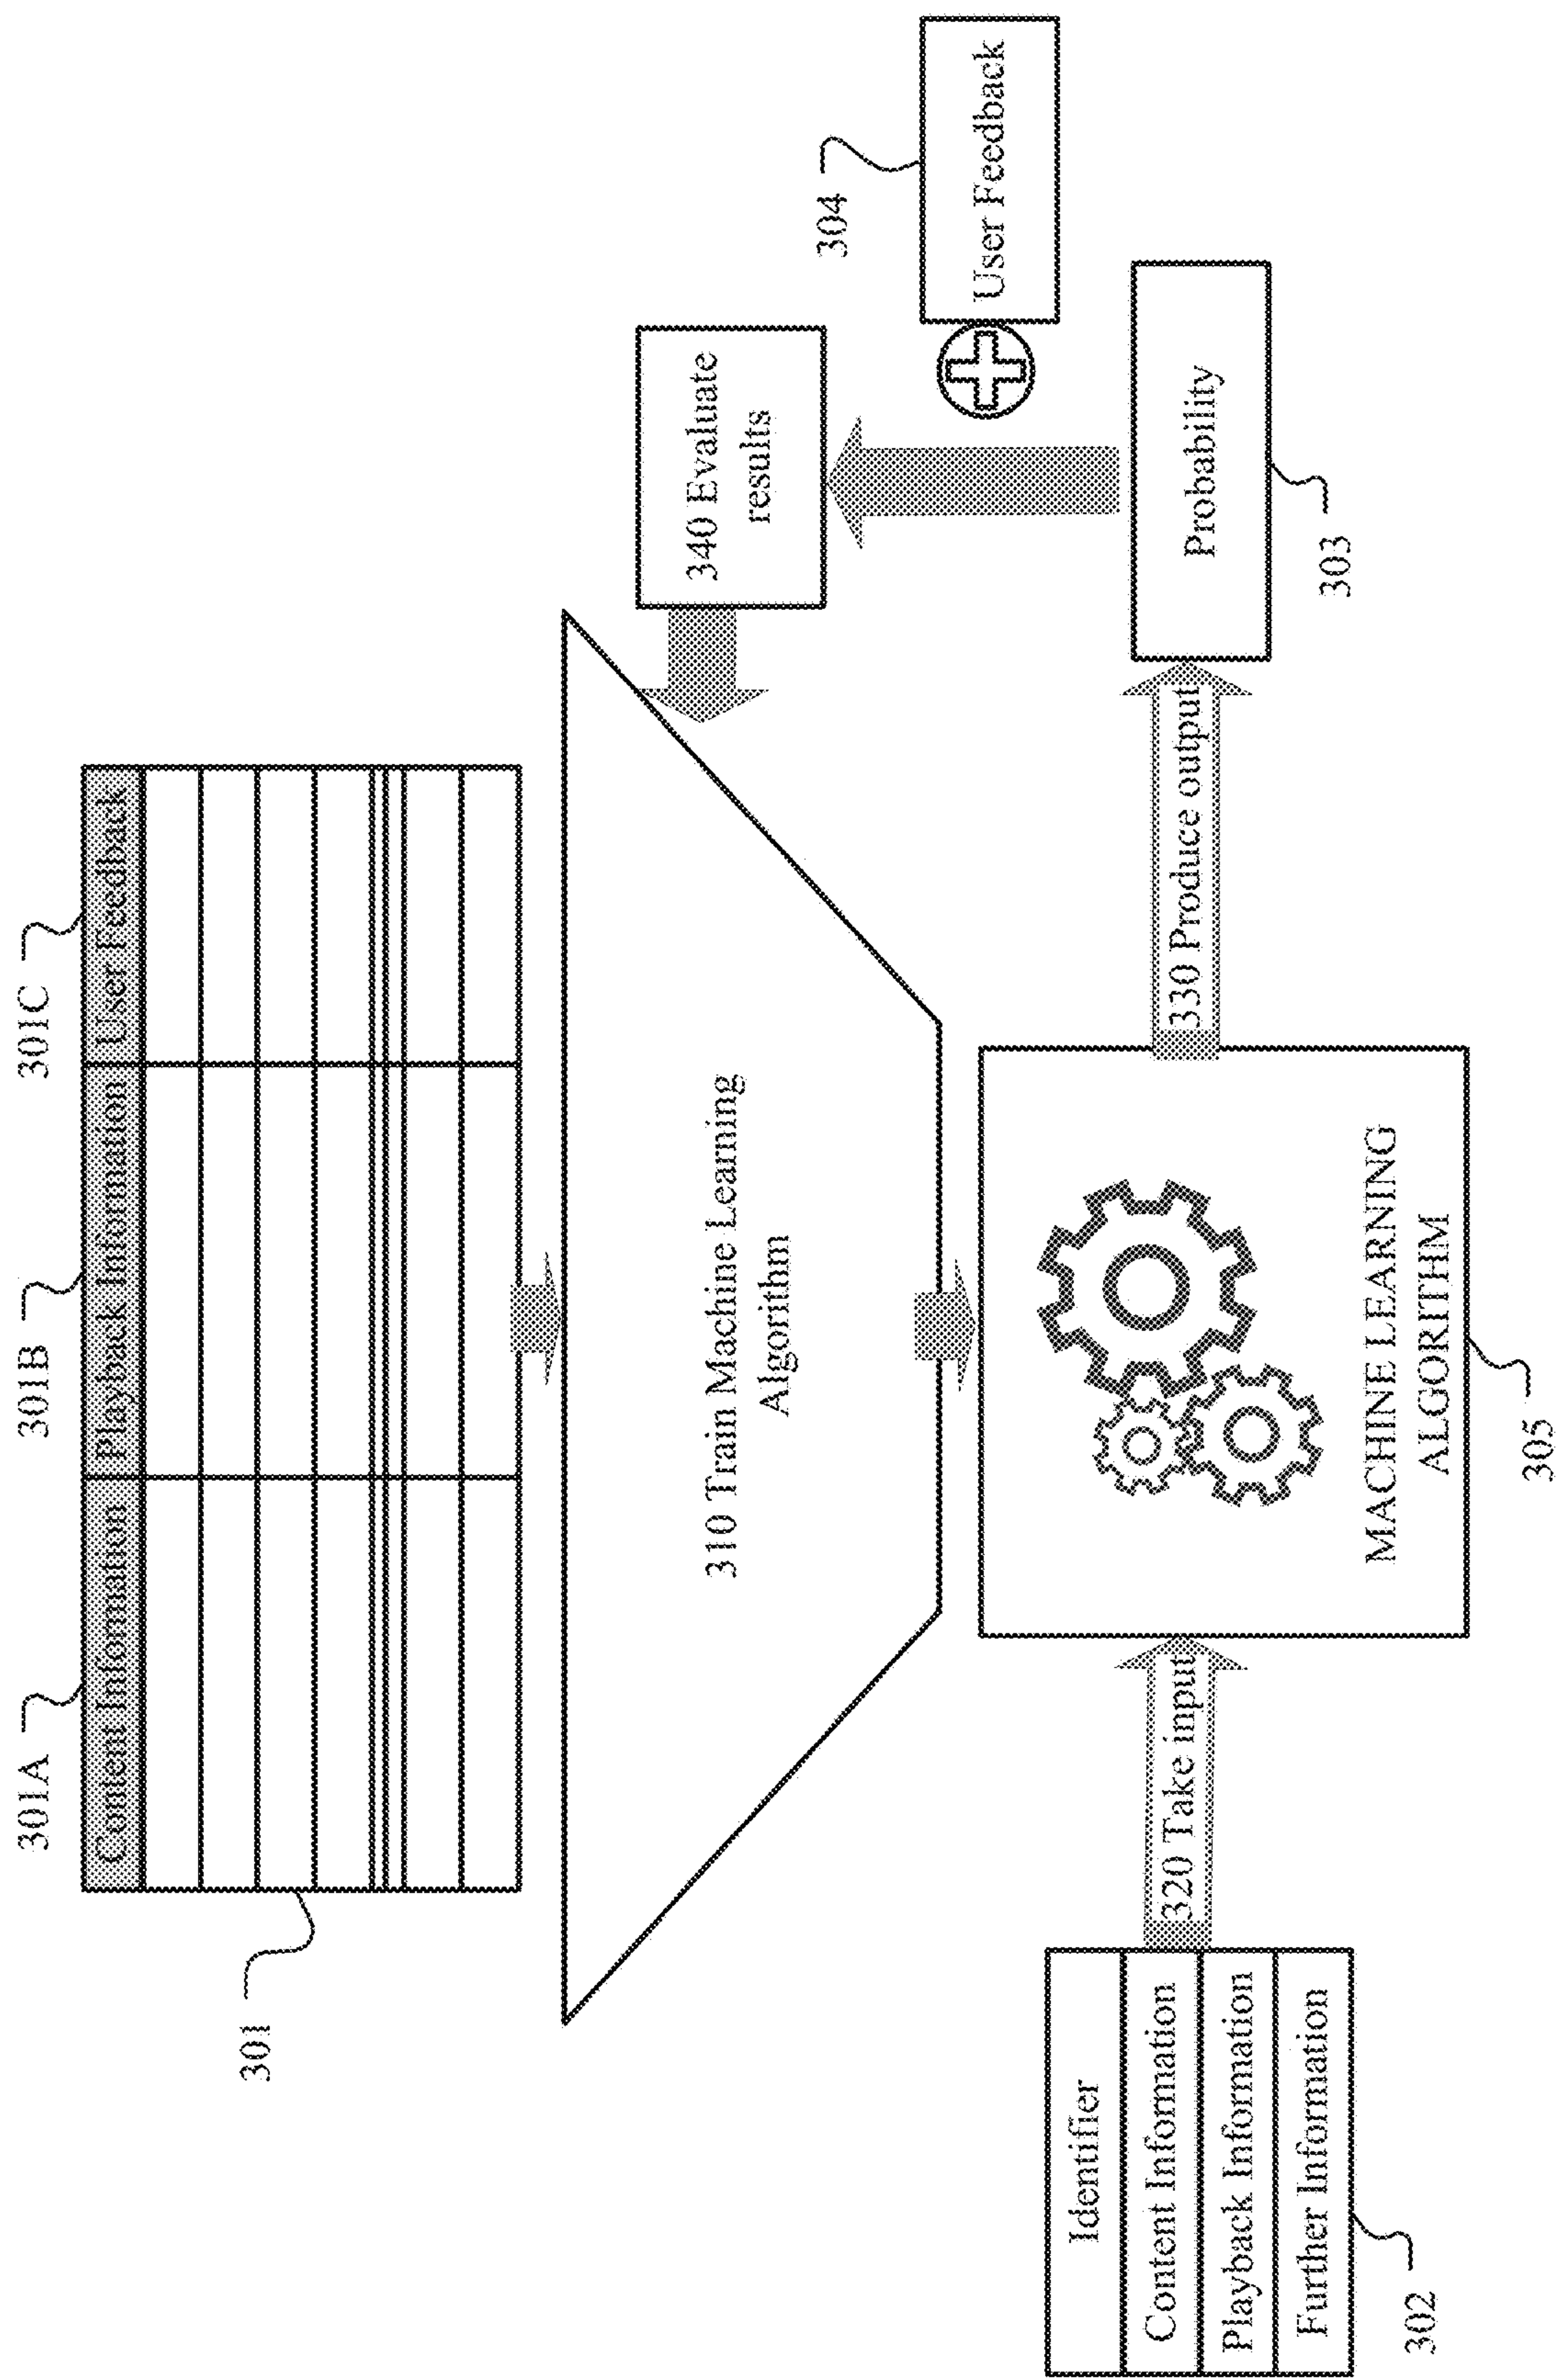 301A
301B
301C
Content Information
Playback Information
User Feedback
301
310 Train Machine Learning
Algorithm
340 Evaluate
results
304
User Feedback
Identifier
Content Information
Playback Information
Further Information
302
320 Take input
MACHINE LEARNING
ALGORITHM
305
330 Produce output
Probability
303